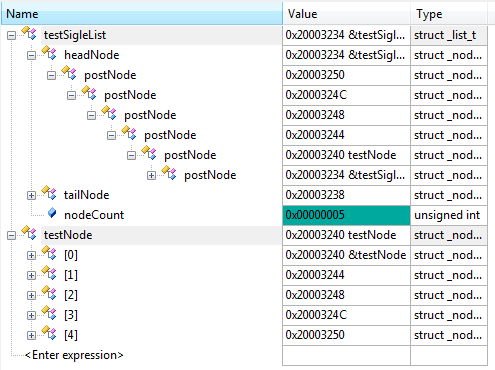 Name Value Type
testSigleList 0x20003234 &testSigl... struct _list_t
headNode 0x20003234 &testSigl... struct _nod...
postNode 0x20003250 struct _nod...
postNode 0x2000324C struct _nod...
postNode 0x20003248 struct _nod...
postNode 0x20003244 struct _nod...
postNode 0x20003240 testNode struct _nod...
postNode 0x20003234 &testSigl... struct _nod...
tailNode 0x20003238 struct _nod...
nodeCount 0x00000005 unsigned int
testNode 0x20003240 testNode struct _nod...
[0] 0x20003240 &testNode struct _nod...
[1] 0x20003244 struct _nod...
[2] 0x20003248 struct _nod...
[3] 0x2000324C struct _nod...
[4] 0x20003250 struct _nod...
<Enter expression>